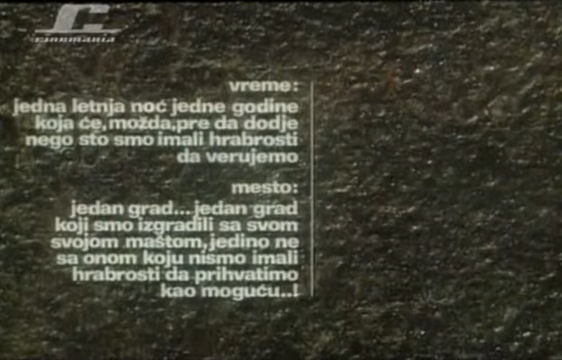 cinemania
vreme:
jedna letnja noć jedne godine
koja će,možda,pre da dodje
nego sto smo imali hrabrosti
da verujemo
mesto:
jedan grad...jedan grad
koji smo izgradili sa svom
svojom maštom,jedino ne
sa onom koju nismo imali
hrabrosti da prihvatimo
kao moguću..!